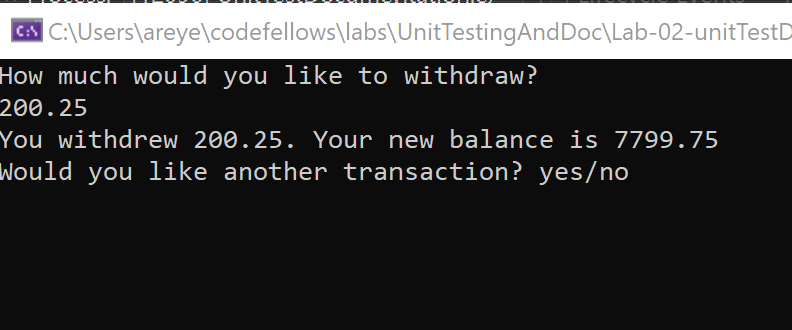 C:\Users\areye\codefellows\labs\UnitTestingAndDoc\Lab-02-unitTestD
How much would you like to withdraw?
200.25
You withdrew 200.25. Your new balance is 7799.75
Would you like another transaction? yes/no